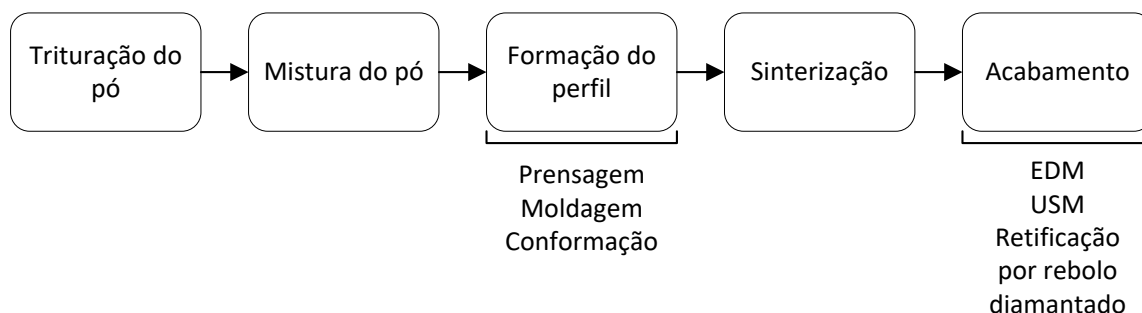 Trituração do
pó
Mistura do pó
Formação do
perfil
Sinterização
Acabamento
Prensagem
Moldagem
Conformação
EDM
USM
Retificação
por rebolo
diamantado